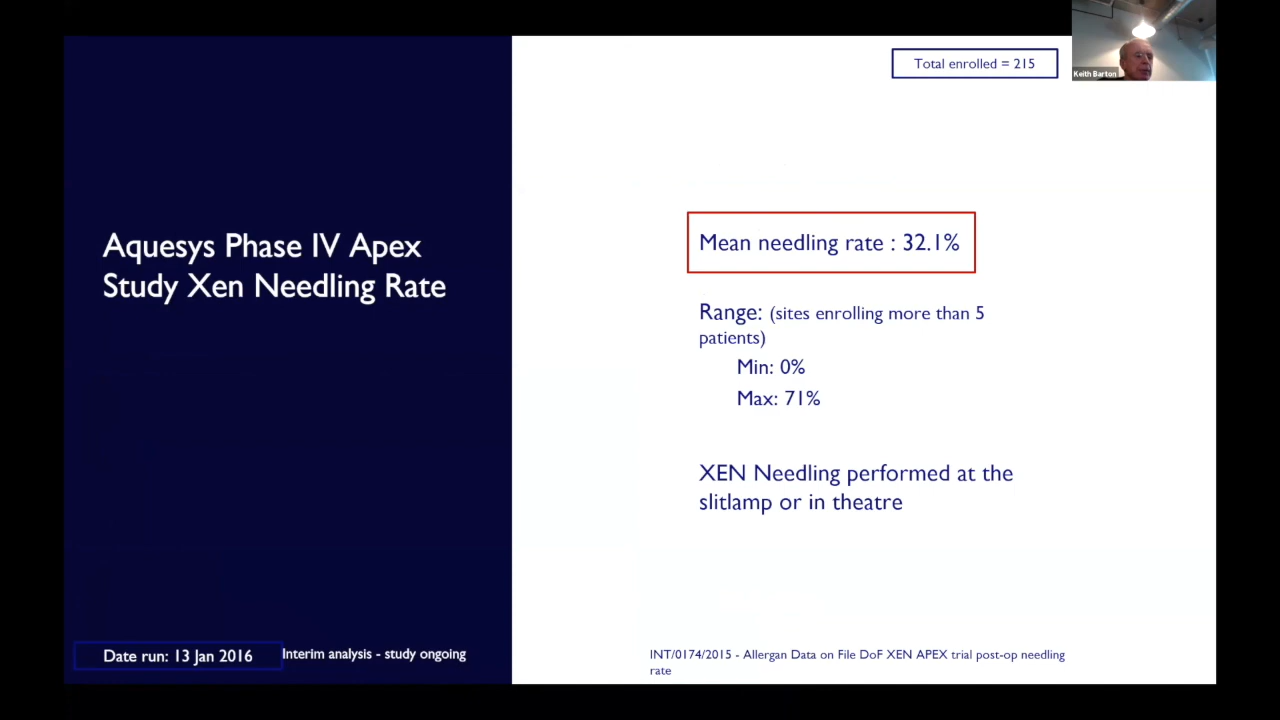 Total enrolled = 215
Keith Barton
Aquesys Phase IV Apex
Study Xen Needling Rate
Mean needling rate : 32.1%
Range: (sites enrolling more than 5
patients)
Min: 0%
Max: 71%
XEN Needling performed at the
slitlamp or in theatre
Date run: 13 Jan 2016
Interim analysis - study ongoing
INT/0174/2015 - Allergan Data on File DoF XEN APEX trial post-op needling
rate